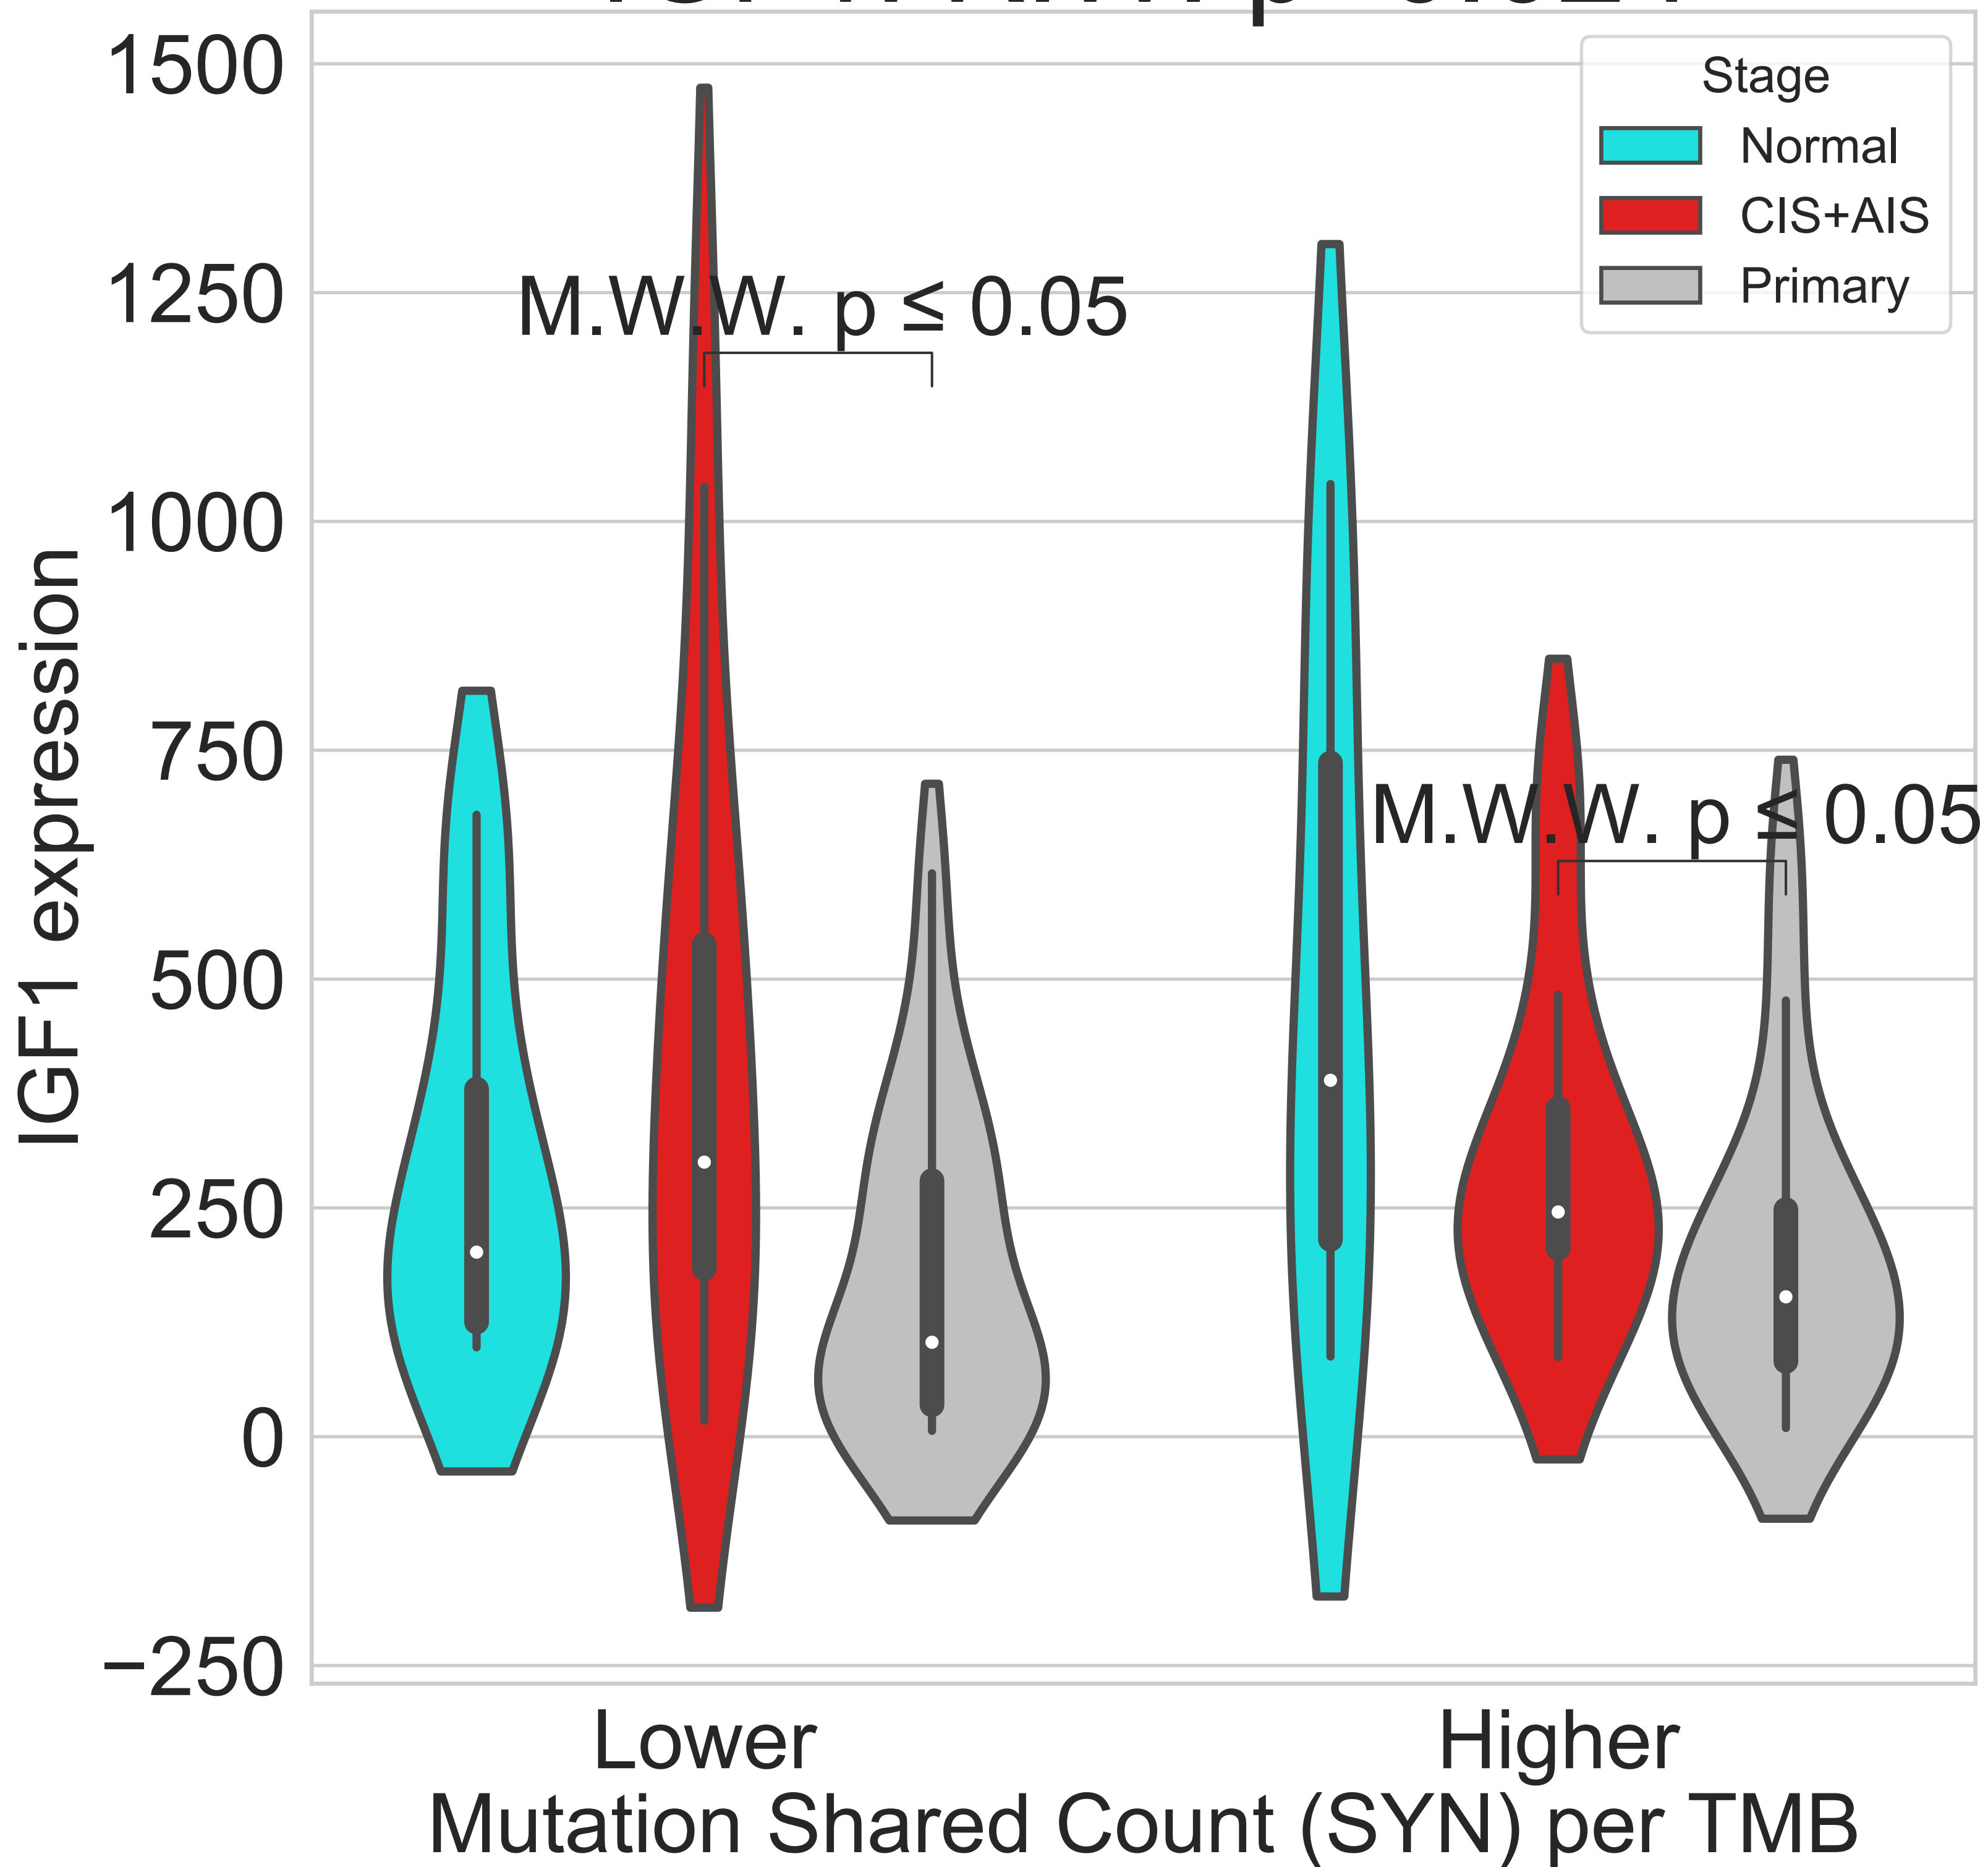 1500
1250
1000
750
500
250
0
−250
IGF1 expression
Stage
Normal
CIS+AIS
Primary
M.W.W. p ≤ 0.05
M.W.W. p ≤ 0.05
Lower
Higher
Mutation Shared Count (SYN) per TMB